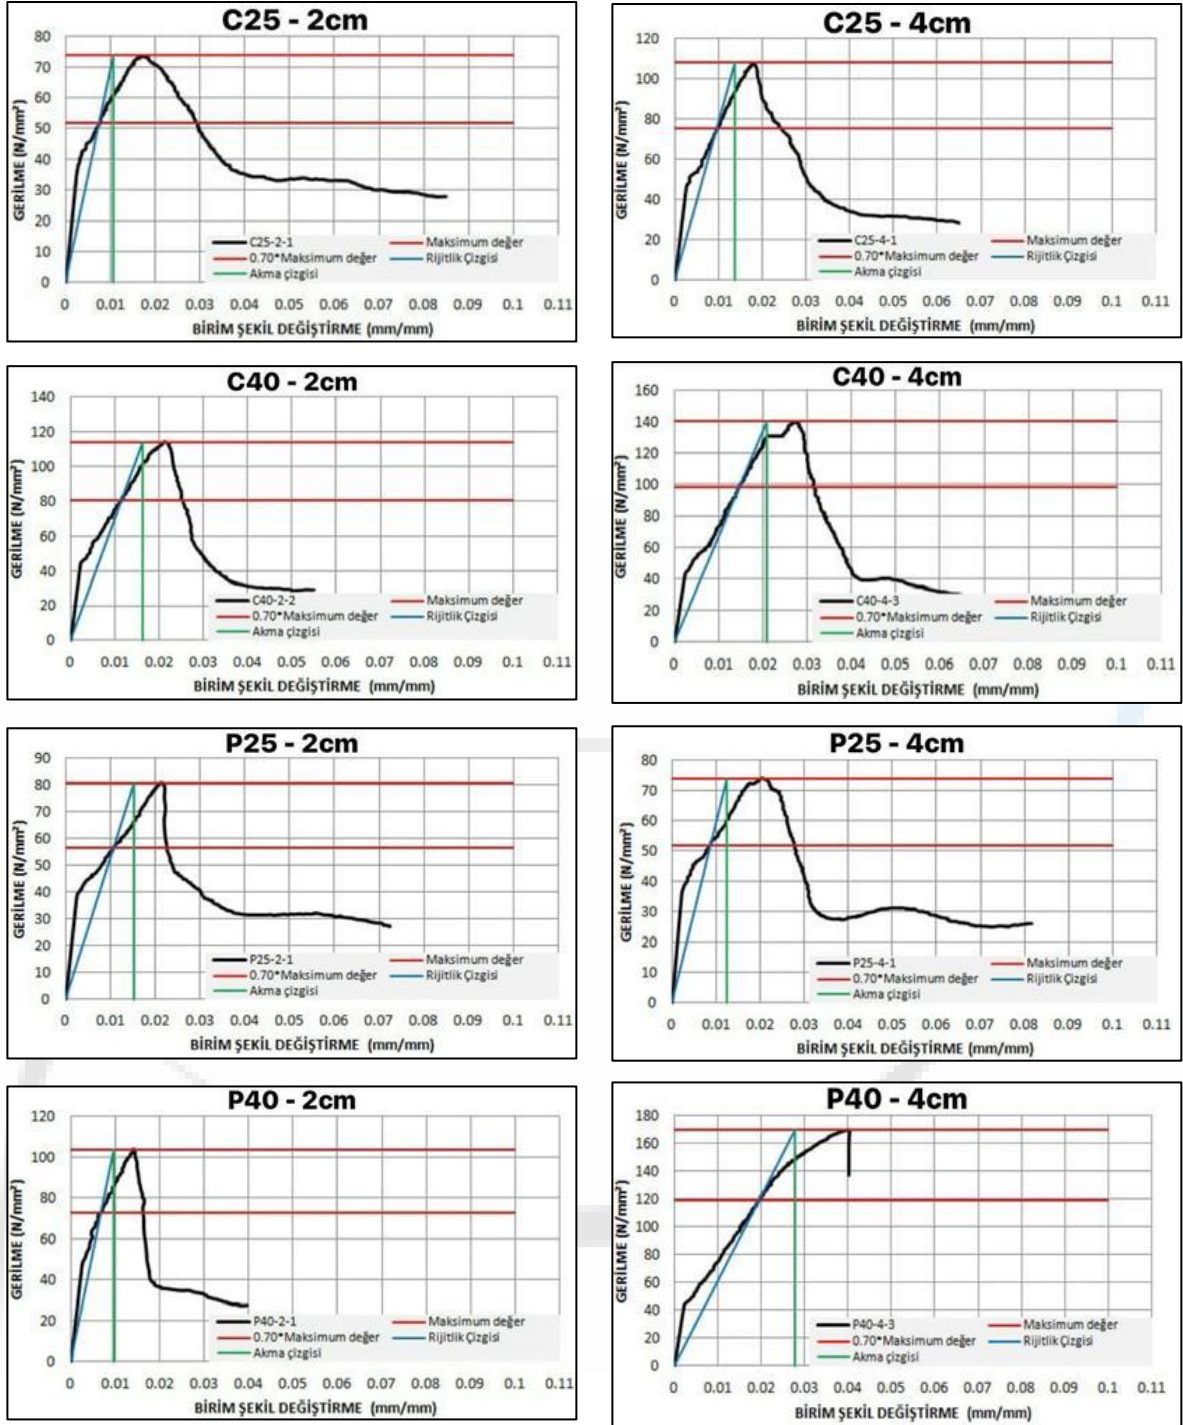 C25 - 2cm
80
70
60
50
40
30
20
10
0
GERİLME (N/mm²)
C25-2-1 Maksimum değer
0.70*Maksimum değer Rijitlik Çizgisi
Akma çizgisi
0 0.01 0.02 0.03 0.04 0.05 0.06 0.07 0.08 0.09 0.1 0.11
BİRİM ŞEKİL DEĞİŞTİRME (mm/mm)
C25 - 4cm
120
100
80
60
40
20
0
GERİLME (N/mm²)
C25-4-1 Maksimum değer
0.70*Maksimum değer Rijitlik Çizgisi
Akma çizgisi
0 0.01 0.02 0.03 0.04 0.05 0.06 0.07 0.08 0.09 0.1 0.11
BİRİM ŞEKİL DEĞİŞTİRME (mm/mm)
C40 - 2cm
140
120
100
80
60
40
20
0
GERİLME (N/mm²)
C40-2-2 Maksimum değer
0.70*Maksimum değer Rijitlik Çizgisi
Akma çizgisi
0 0.01 0.02 0.03 0.04 0.05 0.06 0.07 0.08 0.09 0.1 0.11
BİRİM ŞEKİL DEĞİŞTİRME (mm/mm)
C40 - 4cm
160
140
120
100
80
60
40
20
0
GERİLME (N/mm²)
C40-4-3 Maksimum değer
0.70*Maksimum değer Rijitlik Çizgisi
Akma çizgisi
0 0.01 0.02 0.03 0.04 0.05 0.06 0.07 0.08 0.09 0.1 0.11
BİRİM ŞEKİL DEĞİŞTİRME (mm/mm)
P25 - 2cm
90
80
70
60
50
40
30
20
10
0
GERİLME (N/mm²)
P25-2-1 Maksimum değer
0.70*Maksimum değer Rijitlik Çizgisi
Akma çizgisi
0 0.01 0.02 0.03 0.04 0.05 0.06 0.07 0.08 0.09 0.1 0.11
BİRİM ŞEKİL DEĞİŞTİRME (mm/mm)
P25 - 4cm
80
70
60
50
40
30
20
10
0
GERİLME (N/mm²)
P25-4-1 Maksimum değer
0.70*Maksimum değer Rijitlik Çizgisi
Akma çizgisi
0 0.01 0.02 0.03 0.04 0.05 0.06 0.07 0.08 0.09 0.1 0.11
BİRİM ŞEKİL DEĞİŞTİRME (mm/mm)
P40 - 2cm
120
100
80
60
40
20
0
GERİLME (N/mm²)
P40-2-1 Maksimum değer
0.70*Maksimum değer Rijitlik Çizgisi
Akma çizgisi
0 0.01 0.02 0.03 0.04 0.05 0.06 0.07 0.08 0.09 0.1 0.11
BİRİM ŞEKİL DEĞİŞTİRME (mm/mm)
P40 - 4cm
180
160
140
120
100
80
60
40
20
0
GERİLME (N/mm²)
P40-4-3 Maksimum değer
0.70*Maksimum değer Rijitlik Çizgisi
Akma çizgisi
0 0.01 0.02 0.03 0.04 0.05 0.06 0.07 0.08 0.09 0.1 0.11
BİRİM ŞEKİL DEĞİŞTİRME (mm/mm)